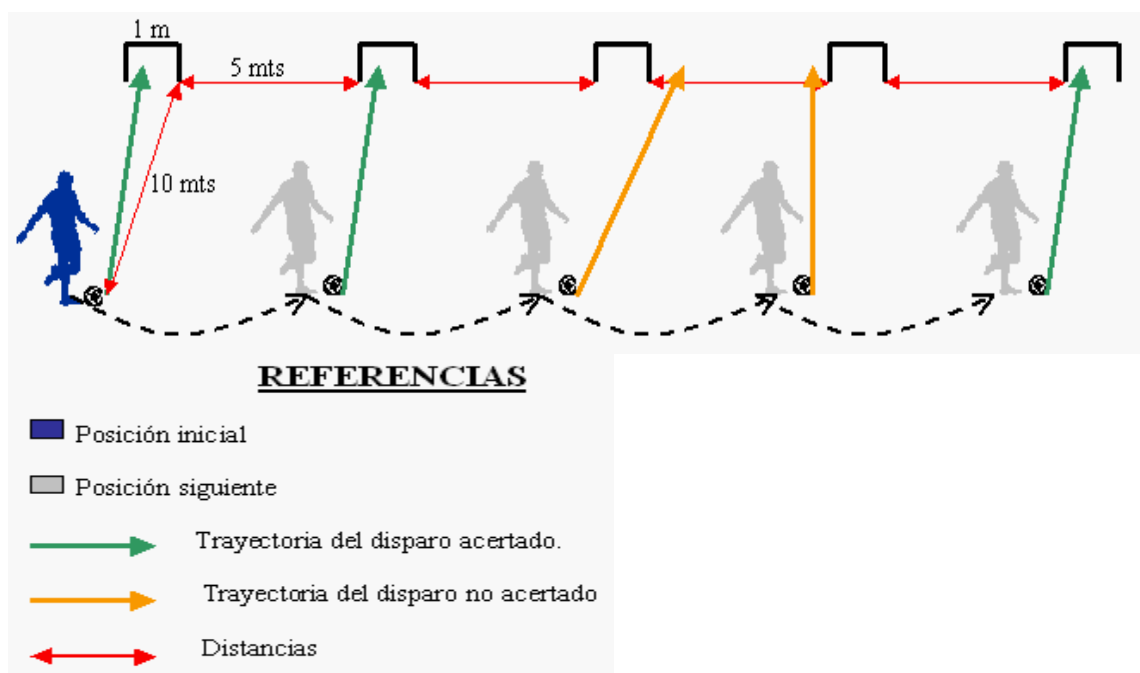 1 m
5 mts
10 mts
REFERENCIAS
Posición inicial
Posición siguiente
Trayectoria del disparo acertado.
Trayectoria del disparo no acertado
Distancias